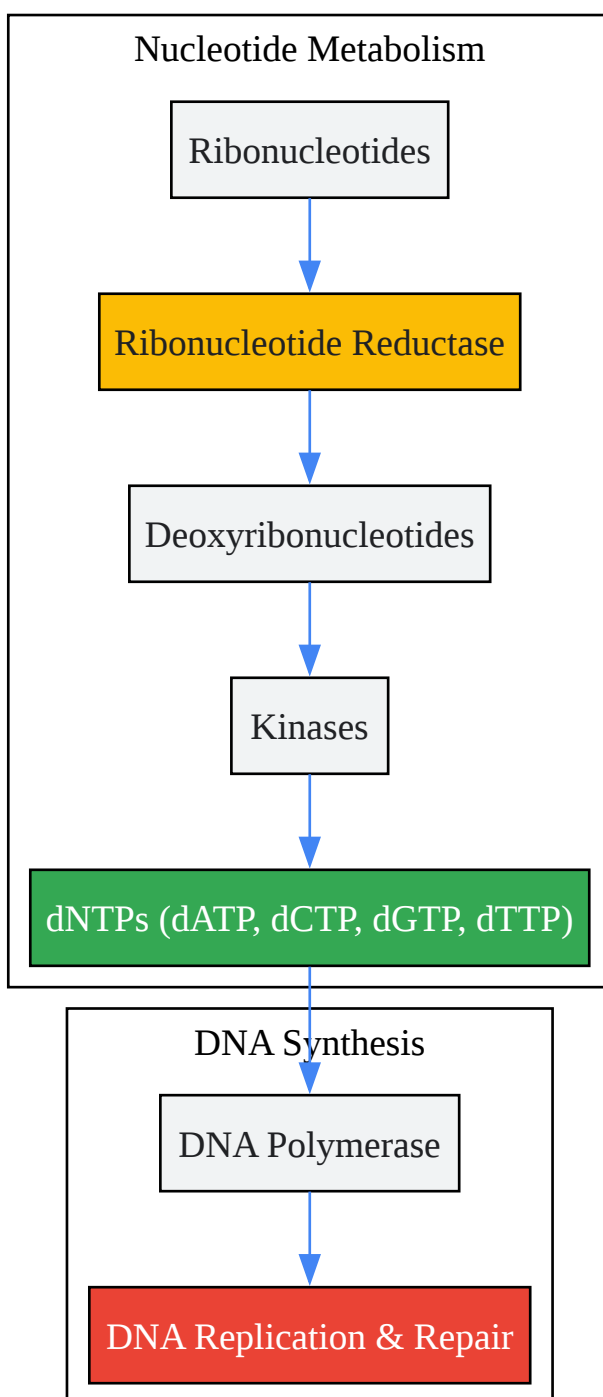 Nucleotide Metabolism
Ribonucleotides
Ribonucleotide Reductase
Deoxyribonucleotides
Kinases
dNTPs (dATP, dCTP, dGTP, dTTP)
DNA Synthesis
DNA Polymerase
DNA Replication & Repair